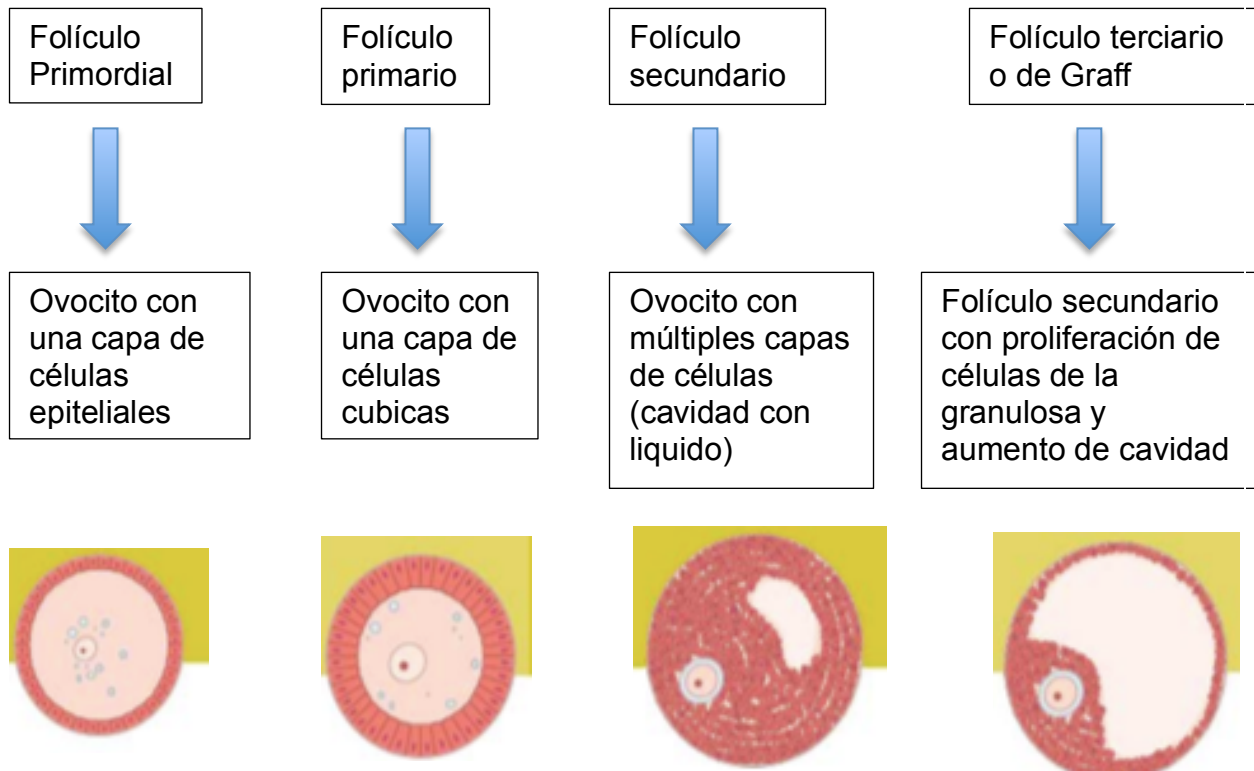 Folículo
Primordial
Folículo
primario
Folículo
secundario
Folículo terciario
o de Graff
Ovocito con
una capa de
células
epiteliales
Ovocito con
una capa de
células
cubicas
Ovocito con
múltiples capas
de células
(cavidad con
liquido)
Folículo secundario
con proliferación de
células de la
granulosa y
aumento de cavidad